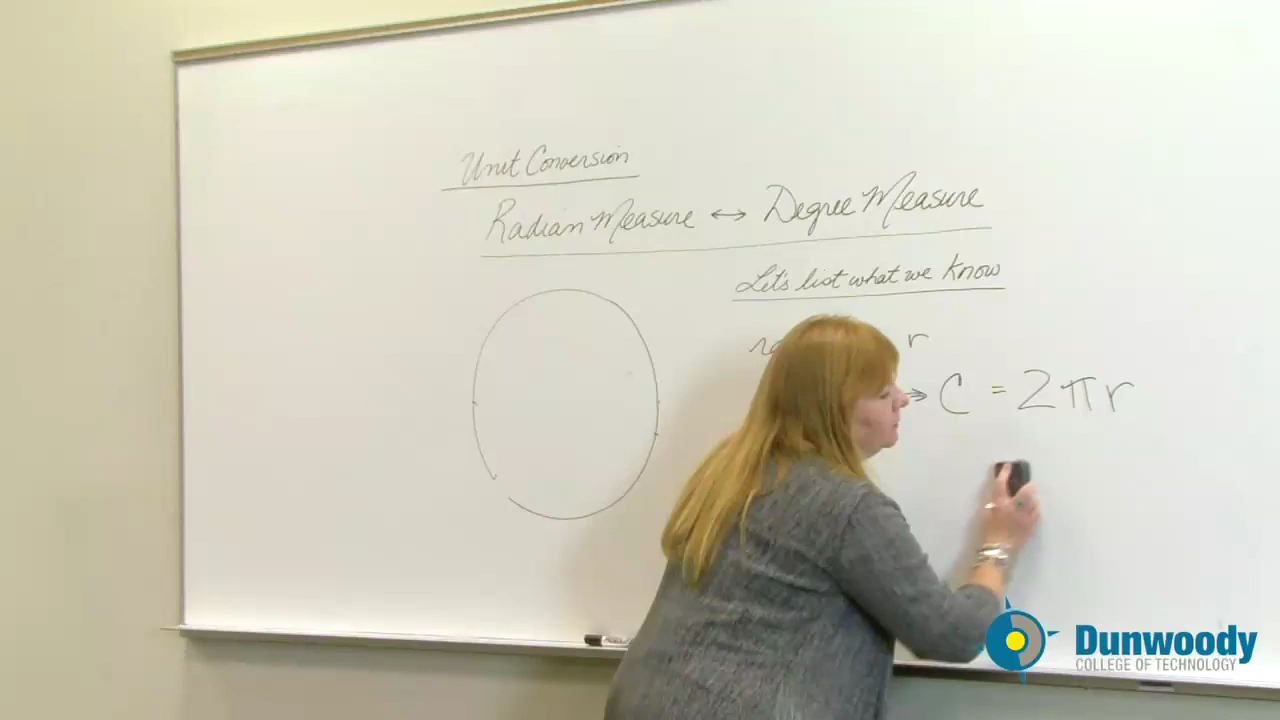 Unit Conversion
Radian Measure ↔ Degree Measure
Let's list what we know
r
→ C = 2πr
Dunwoody
COLLEGE OF TECHNOLOGY